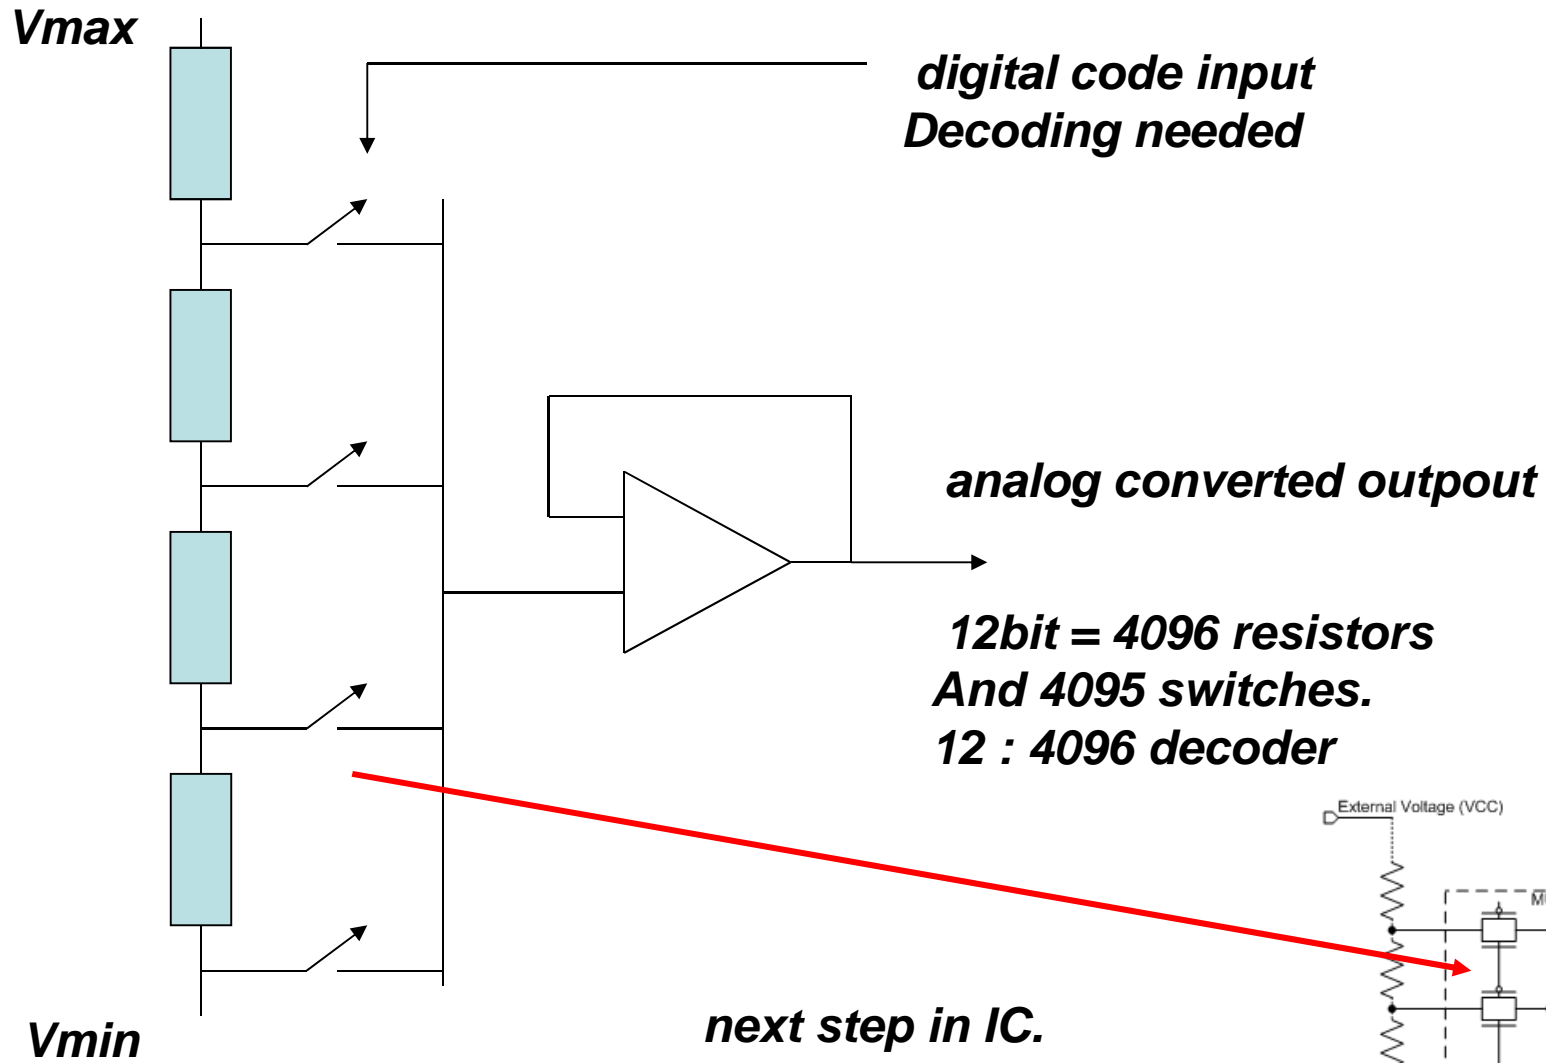 Vmax
digital code input
Decoding needed
analog converted outpout
12bit = 4096 resistors
And 4095 switches.
12 : 4096 decoder
External Voltage (VCC)
next step in IC.
Vmin